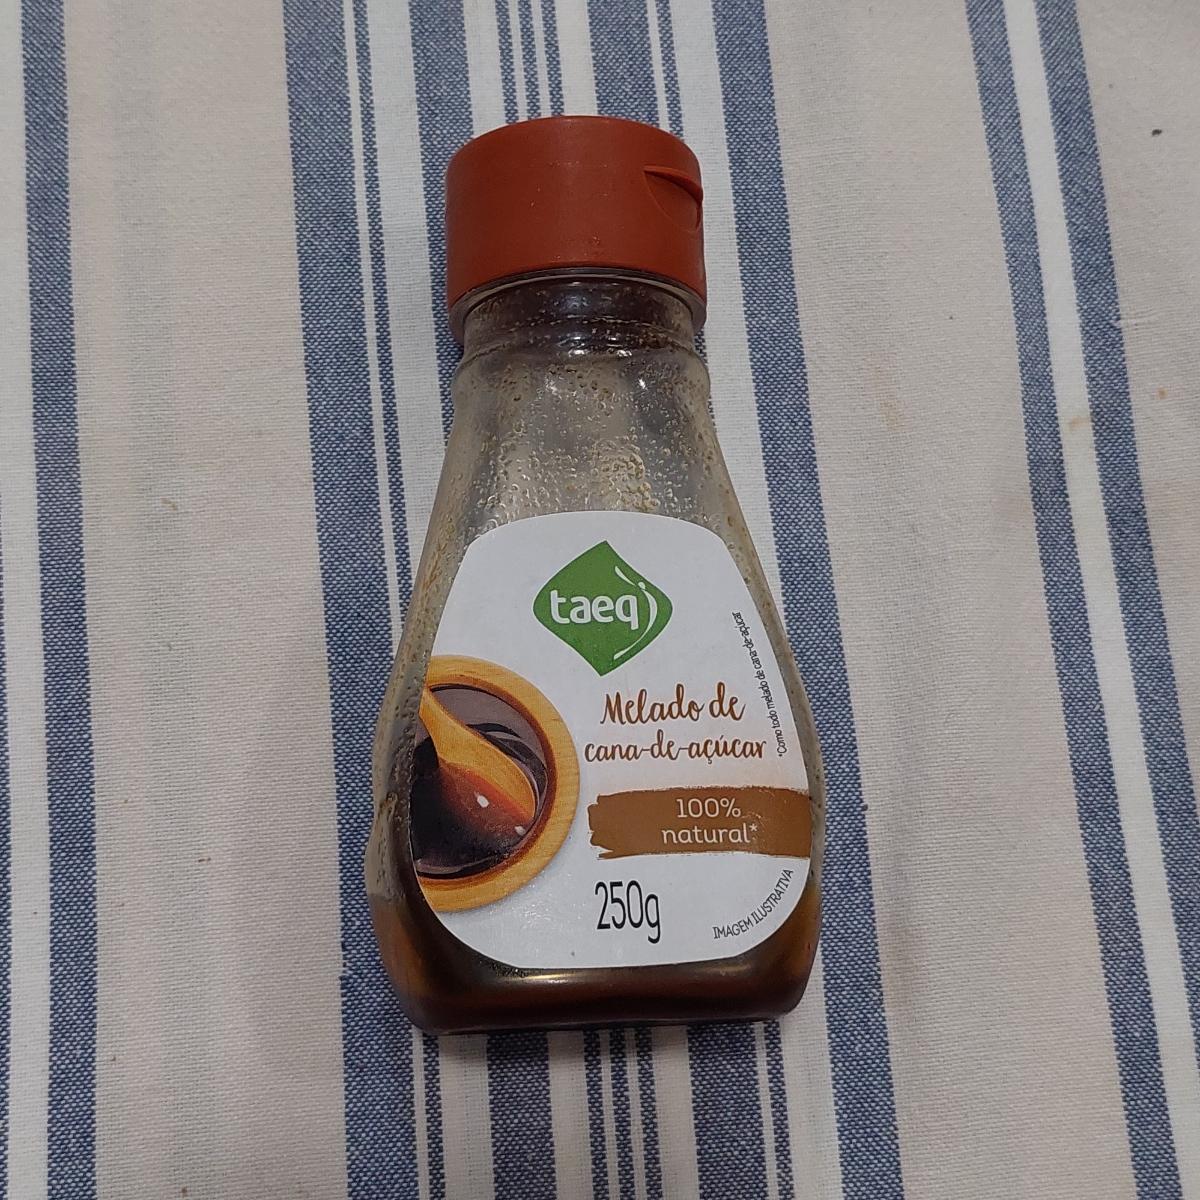 taeq
Melado de
cana-de-açúcar
*Como todo melado de cana-de-açúcar
100%
natural*
250g
IMAGEM ILUSTRATIVA